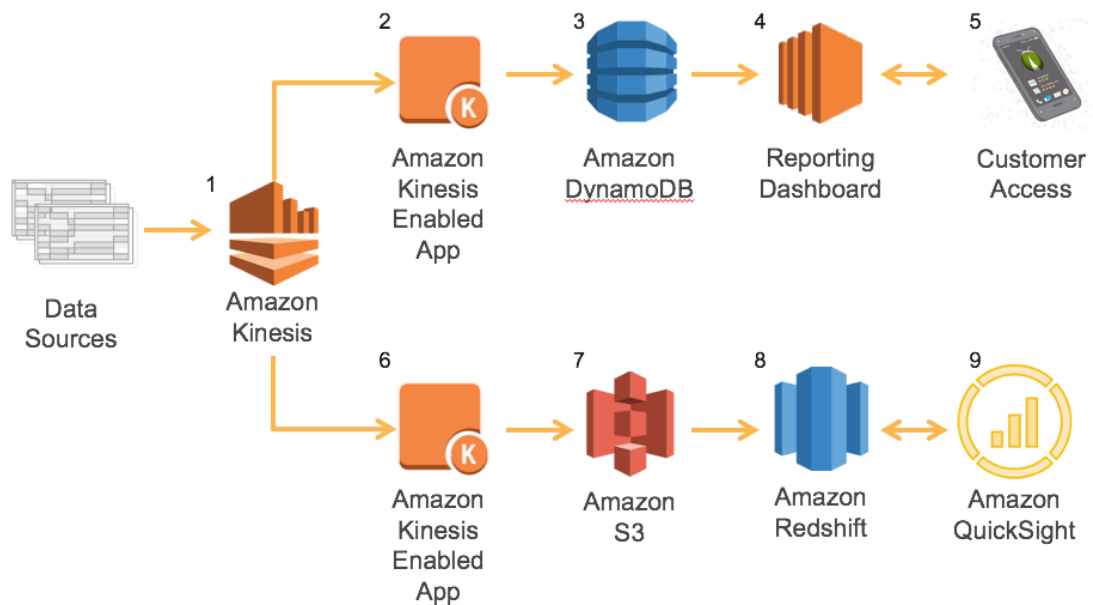 1
2
3
4
5
6
7
8
9
Data
Sources
Amazon
Kinesis
K
Amazon
Kinesis
Enabled
App
Amazon
DynamoDB
Reporting
Dashboard
Customer
Access
K
Amazon
Kinesis
Enabled
App
Amazon
S3
Amazon
Redshift
Amazon
QuickSight